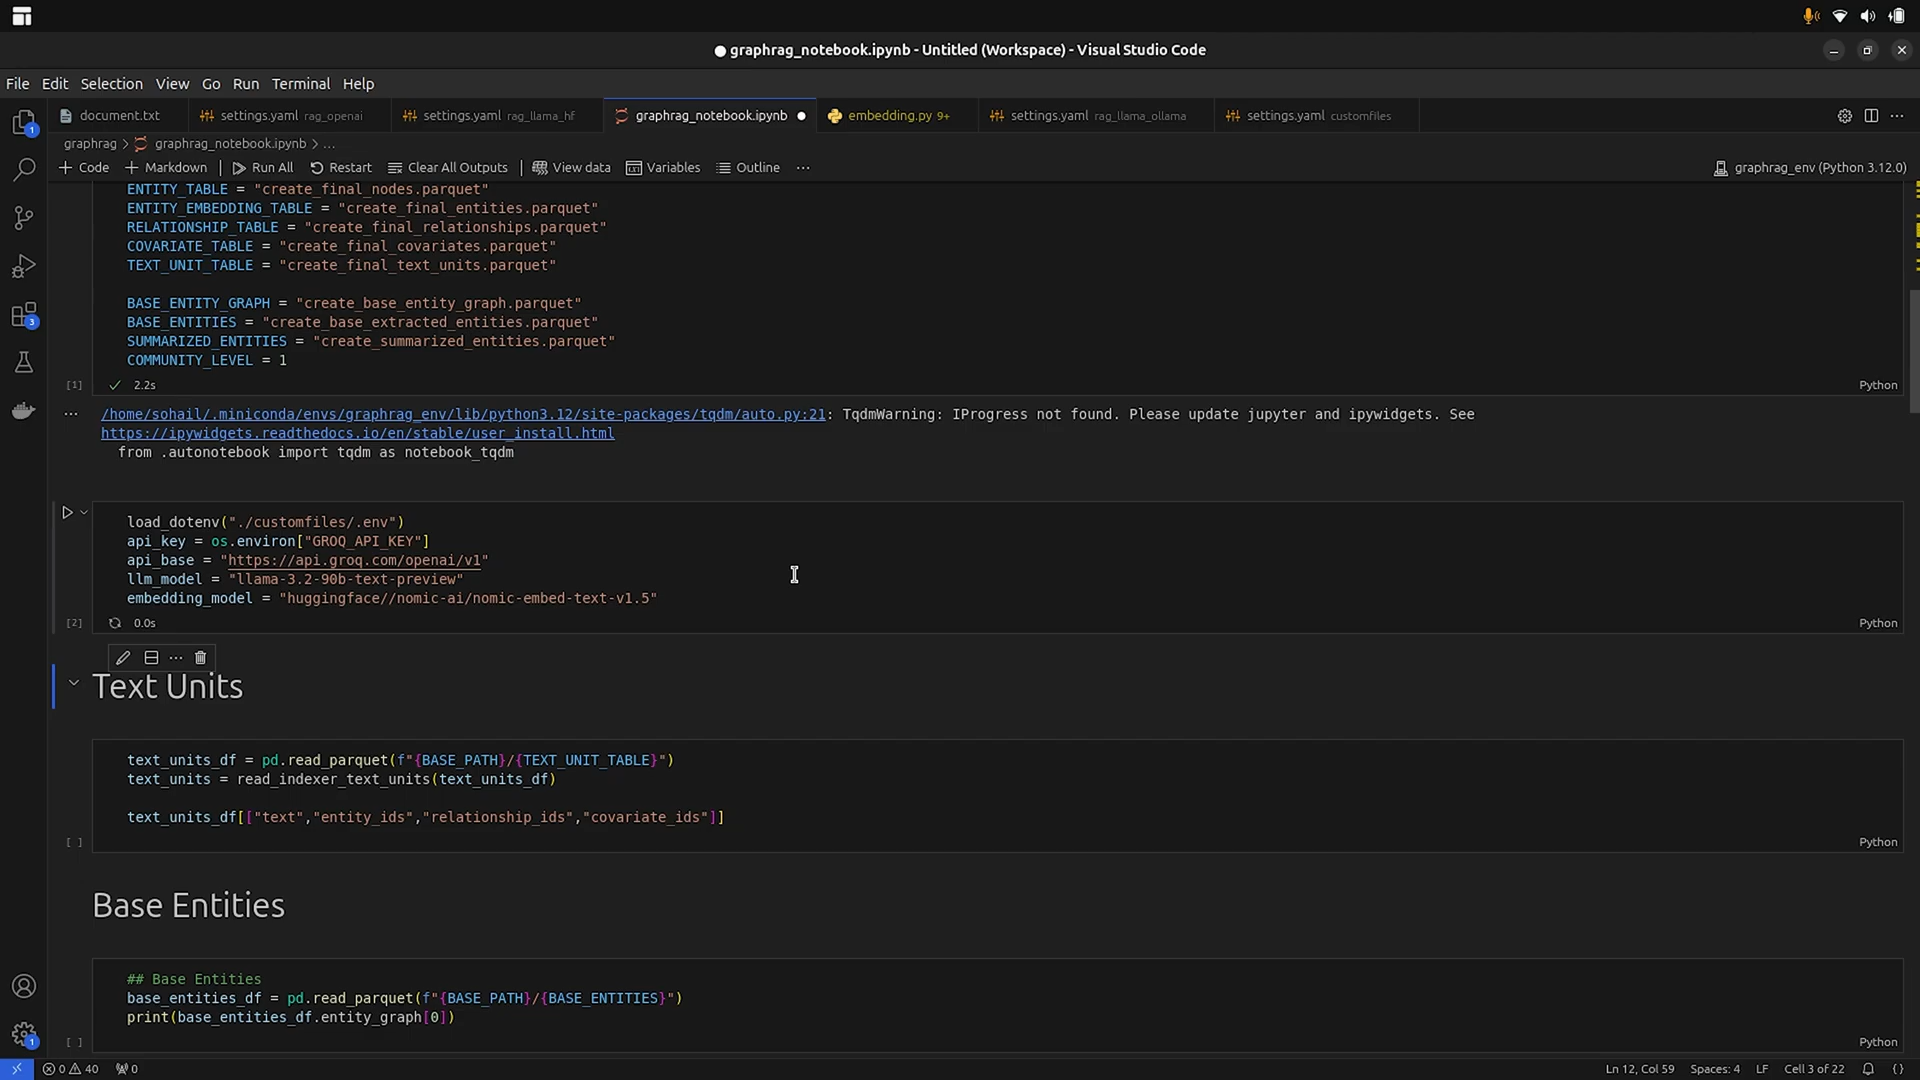 graphrag_notebook.ipynb - Untitled (Workspace) - Visual Studio Code
File Edit Selection View Go Run Terminal Help
document.txt settings.yaml rag_openai settings.yaml rag_llama_hf graphrag_notebook.ipynb embedding.py 9+ settings.yaml rag_llama_ollama settings.yaml customfiles
graphrag > graphrag_notebook.ipynb > ...
+ Code + Markdown Run All Restart Clear All Outputs View data Variables Outline ... graphrag_env (Python 3.12.0)
ENTITY_TABLE = "create_final_nodes.parquet"
ENTITY_EMBEDDING_TABLE = "create_final_entities.parquet"
RELATIONSHIP_TABLE = "create_final_relationships.parquet"
COVARIATE_TABLE = "create_final_covariates.parquet"
TEXT_UNIT_TABLE = "create_final_text_units.parquet"
BASE_ENTITY_GRAPH = "create_base_entity_graph.parquet"
BASE_ENTITIES = "create_base_extracted_entities.parquet"
SUMMARIZED_ENTITIES = "create_summarized_entities.parquet"
COMMUNITY_LEVEL = 1
[1] 2.2s Python
... /home/sohail/.miniconda/envs/graphrag_env/lib/python3.12/site-packages/tqdm/auto.py:21: TqdmWarning: IProgress not found. Please update jupyter and ipywidgets. See
https://ipywidgets.readthedocs.io/en/stable/user_install.html
from .autonotebook import tqdm as notebook_tqdm
load_dotenv("./customfiles/.env")
api_key = os.environ["GROQ_API_KEY"]
api_base = "https://api.groq.com/openai/v1"
llm_model = "llama-3.2-90b-text-preview"
embedding_model = "huggingface//nomic-ai/nomic-embed-text-v1.5"
[2] 0.0s Python
Text Units
text_units_df = pd.read_parquet(f"{BASE_PATH}/{TEXT_UNIT_TABLE}")
text_units = read_indexer_text_units(text_units_df)
text_units_df[["text","entity_ids","relationship_ids","covariate_ids"]]
[ ] Python
Base Entities
## Base Entities
base_entities_df = pd.read_parquet(f"{BASE_PATH}/{BASE_ENTITIES}")
print(base_entities_df.entity_graph[0])
[ ] Python
1
3
1
0 40 0 Ln 12, Col 59 Spaces: 4 LF Cell 3 of 22 {}